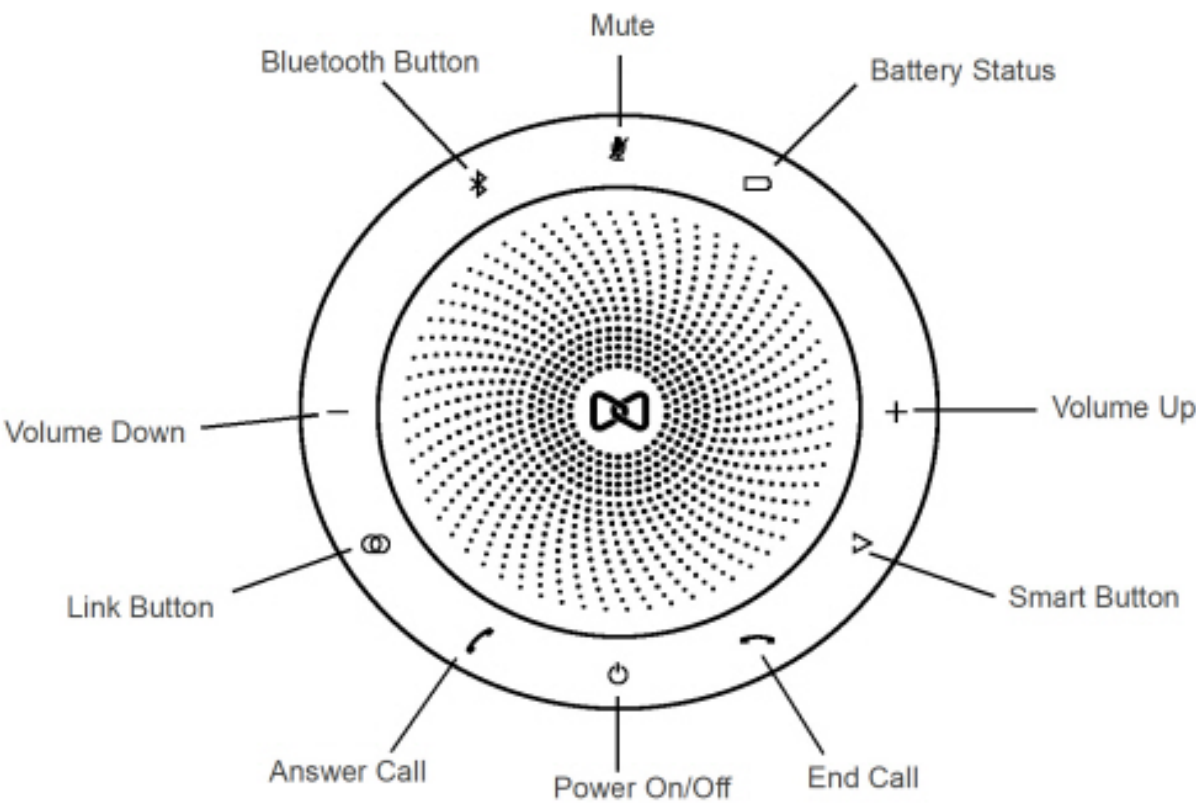 Mute
Bluetooth Button
Battery Status
Volume Down
Volume Up
Link Button
Smart Button
Answer Call
Power On/Off
End Call